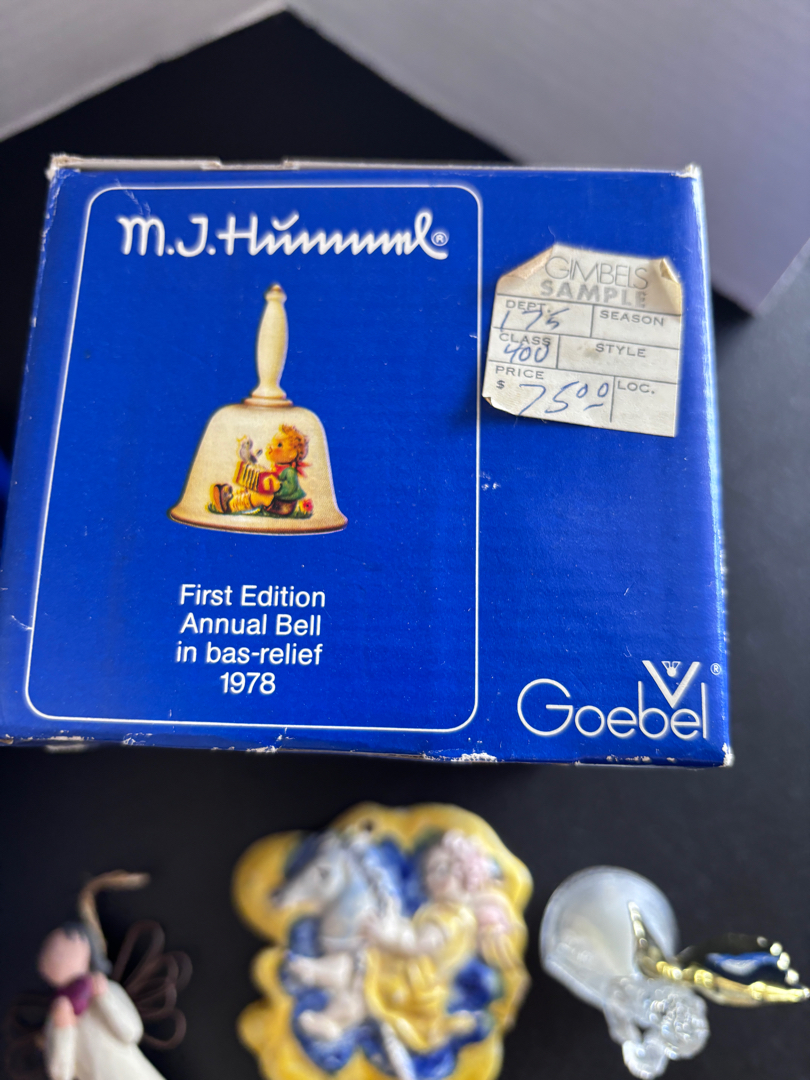 M.J.Hummel®
First Edition
Annual Bell
in bas-relief
1978
GIMBELS
SAMPLE
DEPT.
175
SEASON
CLASS
400
STYLE
PRICE
$ 7500
LOC.
Goebel®